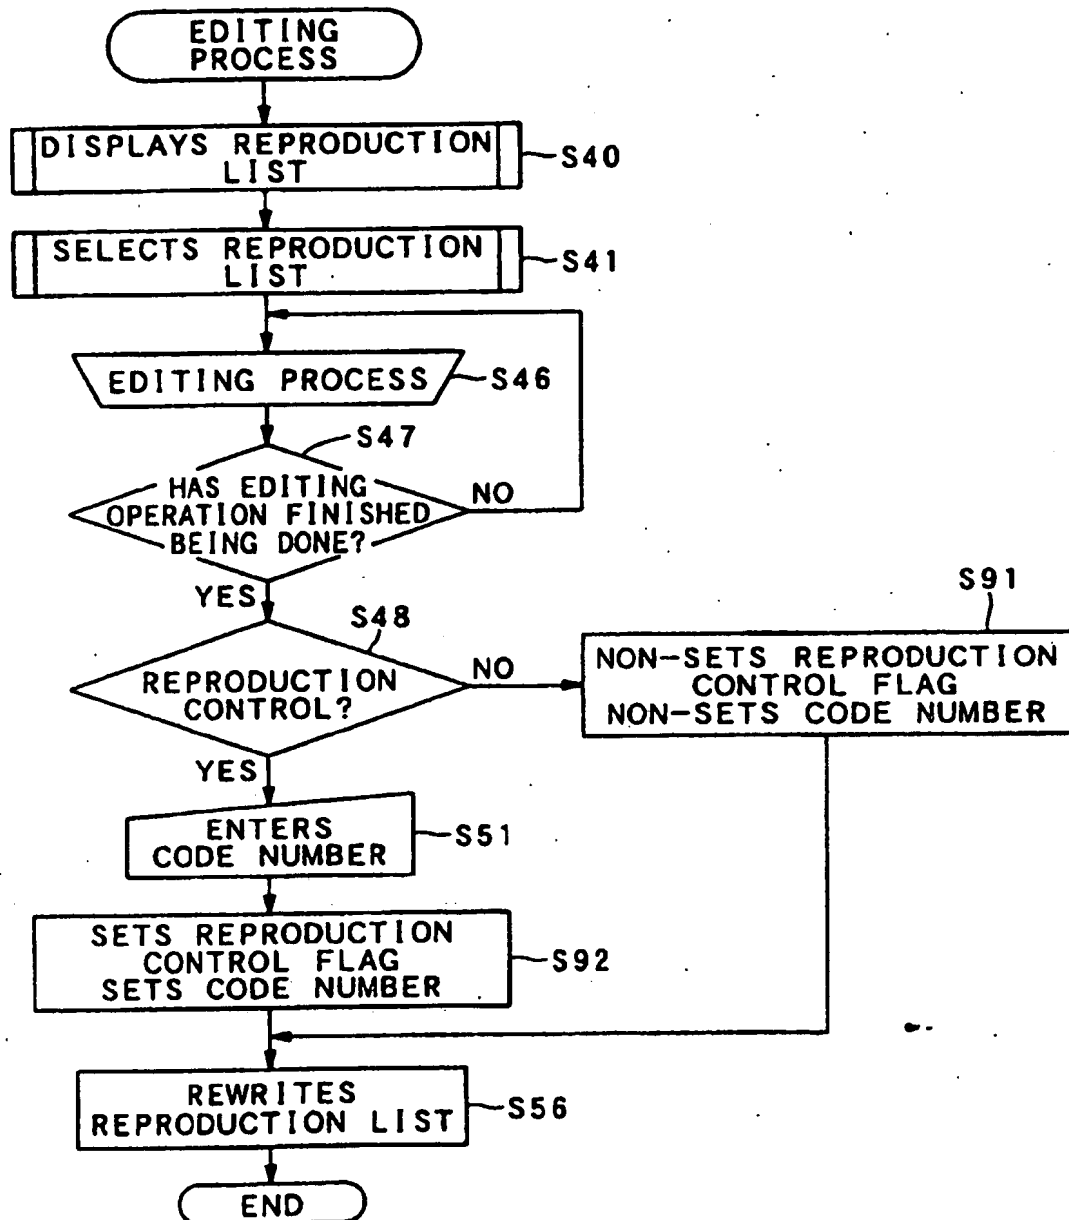 EDITING
PROCESS
DISPLAYS REPRODUCTION
LIST
S40
SELECTS REPRODUCTION
LIST
S41
EDITING PROCESS
S46
S47
HAS EDITING
OPERATION FINISHED
BEING DONE?
NO
YES
S48
REPRODUCTION
CONTROL?
NO
S91
NON-SETS REPRODUCTION
CONTROL FLAG
NON-SETS CODE NUMBER
YES
ENTERS
CODE NUMBER
S51
SETS REPRODUCTION
CONTROL FLAG
SETS CODE NUMBER
S92
REWRITES
REPRODUCTION LIST
S56
END